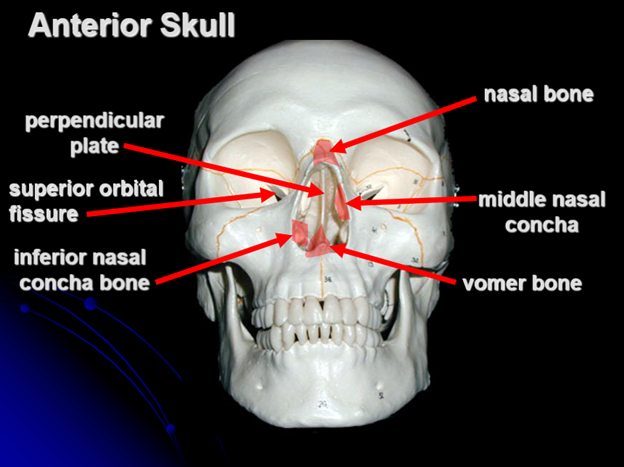 Anterior Skull
nasal bone
perpendicular
plate
superior orbital
fissure
middle nasal
concha
inferior nasal
concha bone
vomer bone